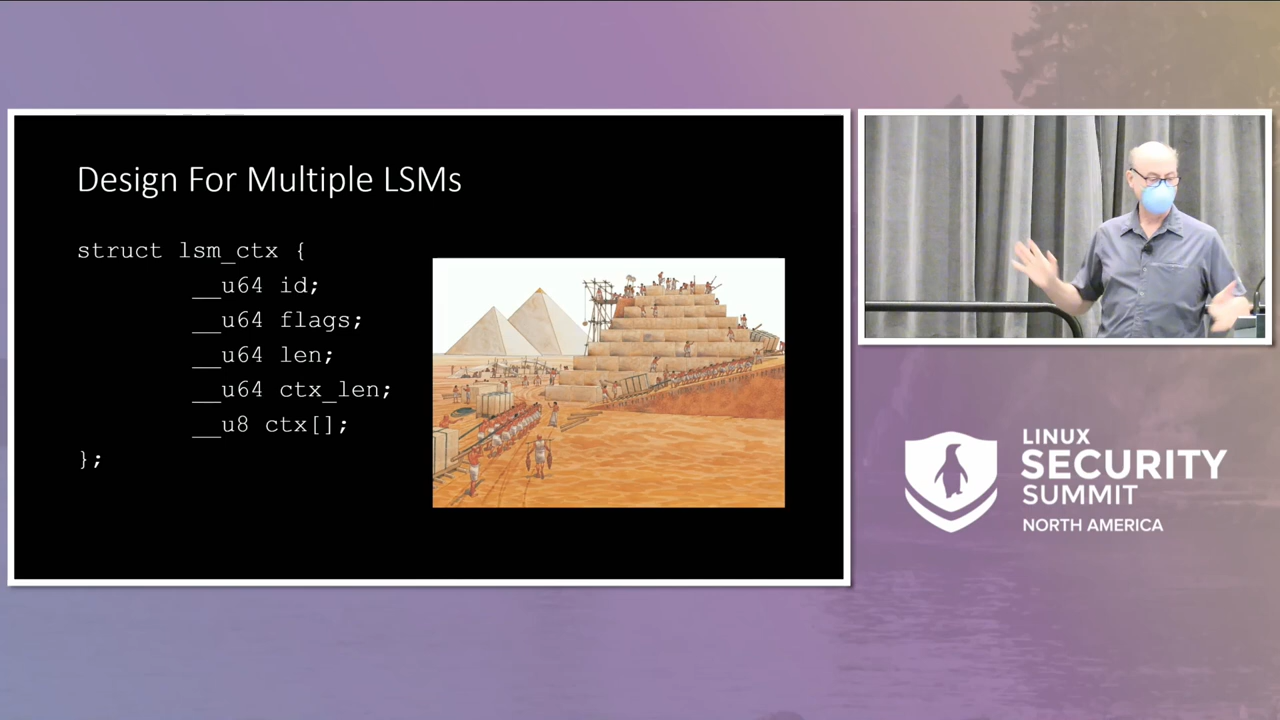 Design For Multiple LSMs
struct lsm_ctx {
__u64 id;
__u64 flags;
__u64 len;
__u64 ctx_len;
__u8 ctx[];
};
LINUX
SECURITY
SUMMIT
NORTH AMERICA